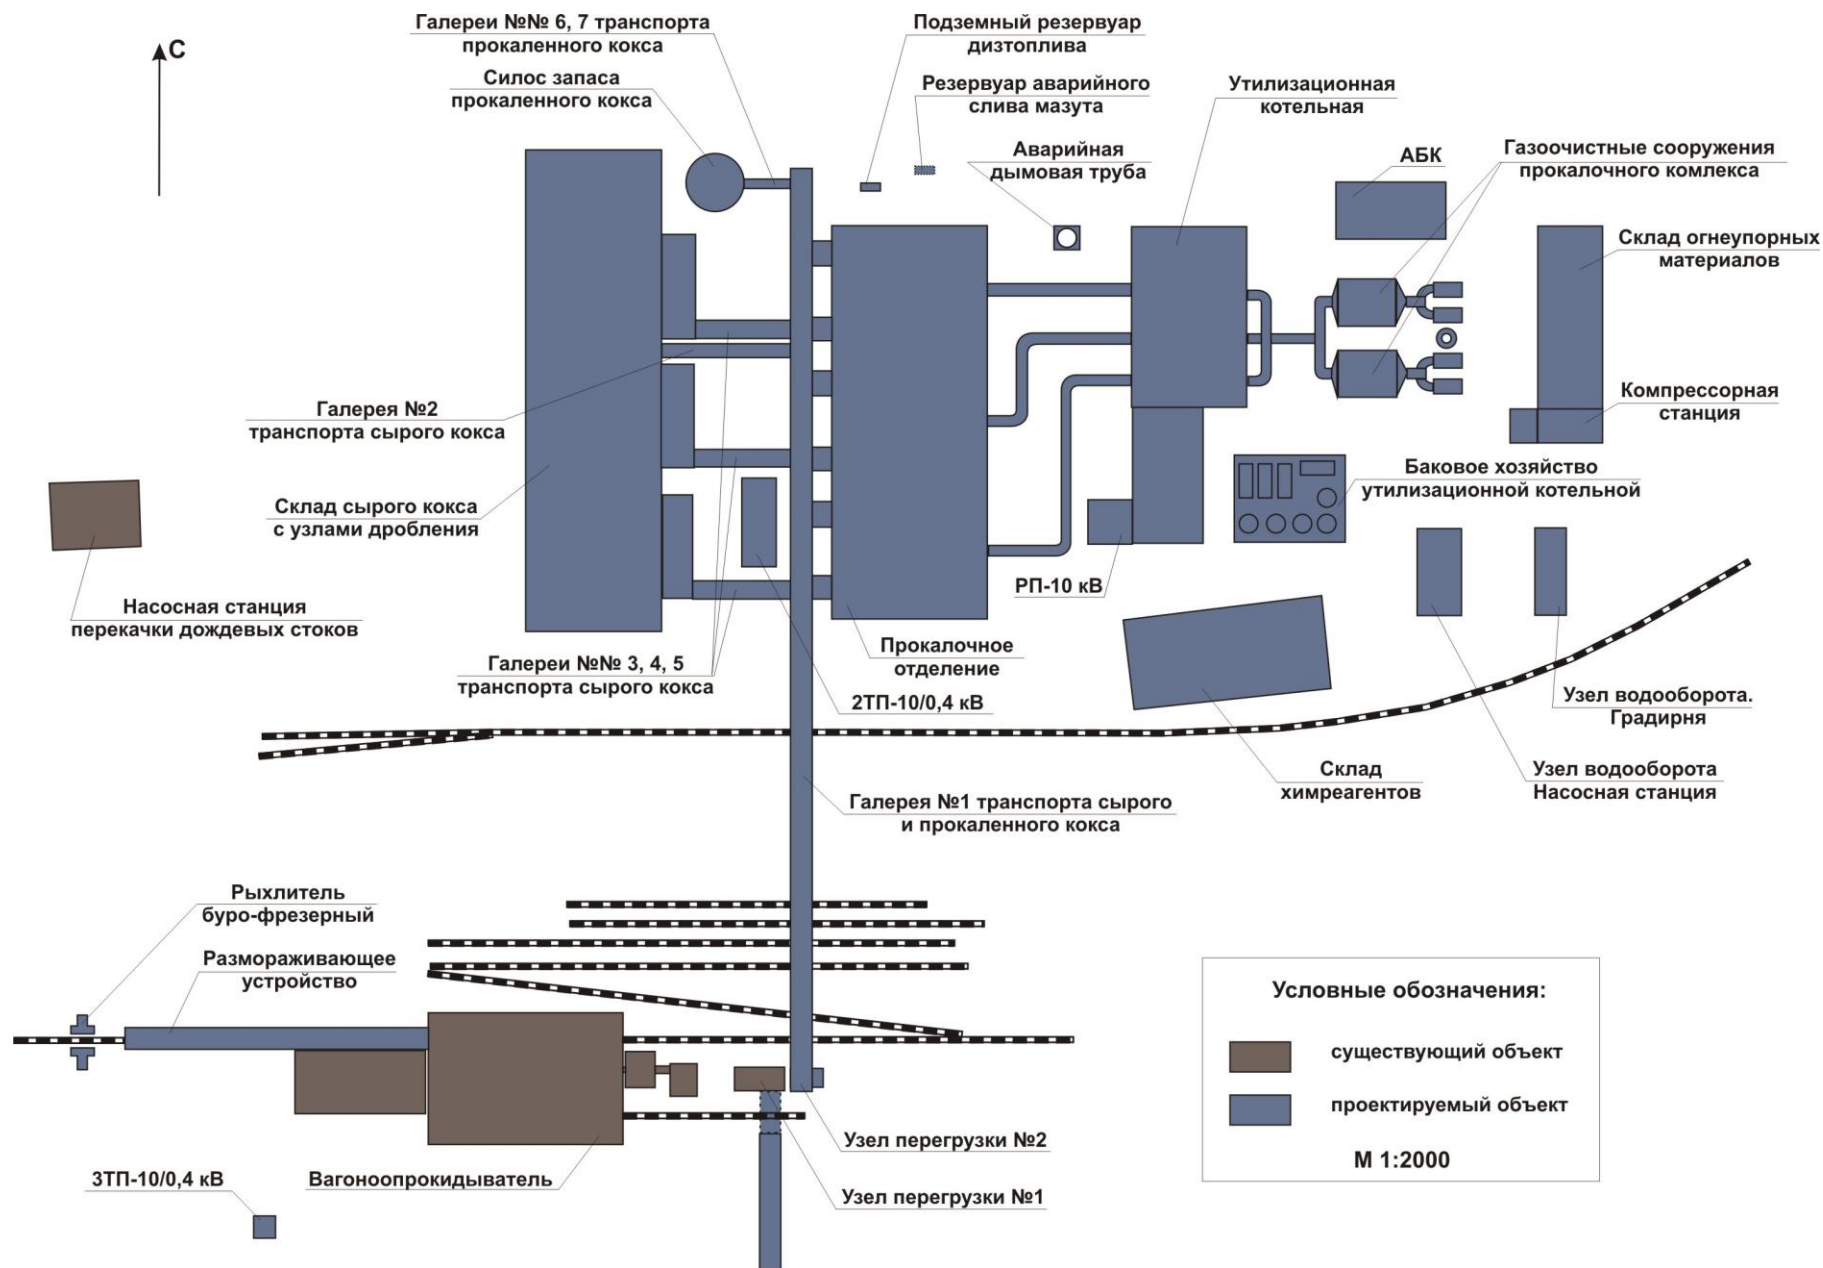 Галереи №№ 6, 7 транспорта
прокаленного кокса
Подземный резервуар
дизтоплива
С
Силос запаса
прокаленного кокса
Резервуар аварийного
слива мазута
Утилизационная
котельная
Аварийная
дымовая труба
АБК
Газоочистные сооружения
прокалочного комлекса
Склад огнеупорных
материалов
Галерея №2
транспорта сырого кокса
Компрессорная
станция
Склад сырого кокса
с узлами дробления
Баковое хозяйство
утилизационной котельной
РП-10 кВ
Насосная станция
перекачки дождевых стоков
Галереи №№ 3, 4, 5
транспорта сырого кокса
Прокалочное
отделение
2ТП-10/0,4 кВ
Узел водооборота.
Градирня
Склад
химреагентов
Узел водооборота
Насосная станция
Галерея №1 транспорта сырого
и прокаленного кокса
Рыхлитель
буро-фрезерный
Размораживающее
устройство
Условные обозначения:
существующий объект
проектируемый объект
М 1:2000
Узел перегрузки №2
3ТП-10/0,4 кВ
Вагоноопрокидыватель
Узел перегрузки №1